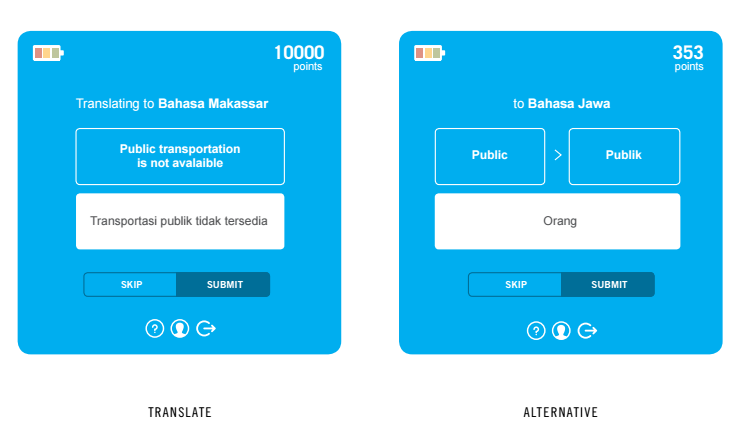 10000
points
Translating to Bahasa Makassar
Public transportation
is not avalaible
Transportasi publik tidak tersedia
SKIP
SUBMIT
?
TRANSLATE
353
points
to Bahasa Jawa
Public
>
Publik
Orang
SKIP
SUBMIT
?
ALTERNATIVE